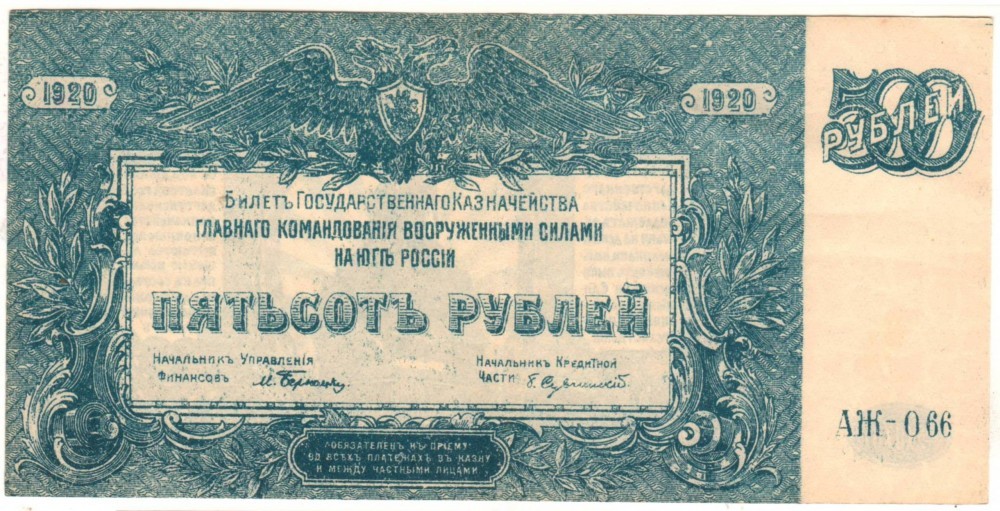 1920
1920
500
РУБЛЕЙ
БИЛЕТЪ ГОСУДАРСТВЕННАГО КАЗНАЧЕЙСТВА
ГЛАВНАГО КОМАНДОВАНІЯ ВООРУЖЕННЫМИ СИЛАМИ
НА ЮГѢ РОССІИ
ПЯТЬСОТЪ РУБЛЕЙ
НАЧАЛЬНИКЪ УПРАВЛЕНІЯ
ФИНАНСОВЪ
НАЧАЛЬНИКЪ КРЕДИТНОЙ
ЧАСТИ
АЖ-066
ОБЯЗАТЕЛЕНЪ КЪ ПРІЕМУ
ВО ВСѢХЪ ПЛАТЕЖАХЪ ВЪ КАЗНУ
И МЕЖДУ ЧАСТНЫМИ ЛИЦАМИ